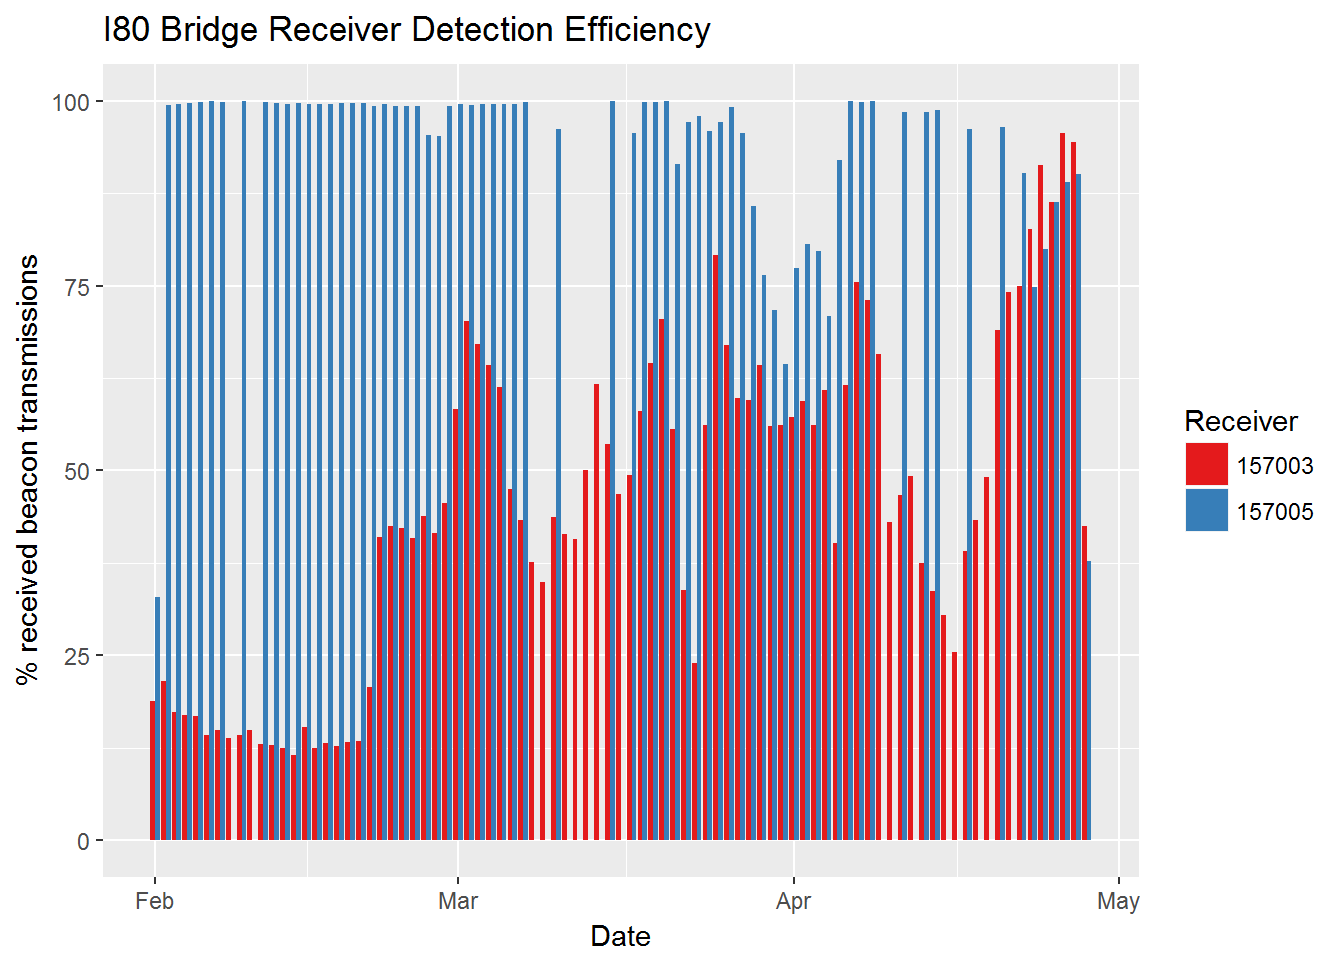 I80 Bridge Receiver Detection Efficiency
% received beacon transmissions
100
75
50
25
0
Feb
Mar
Apr
May
Date
Receiver
157003
157005